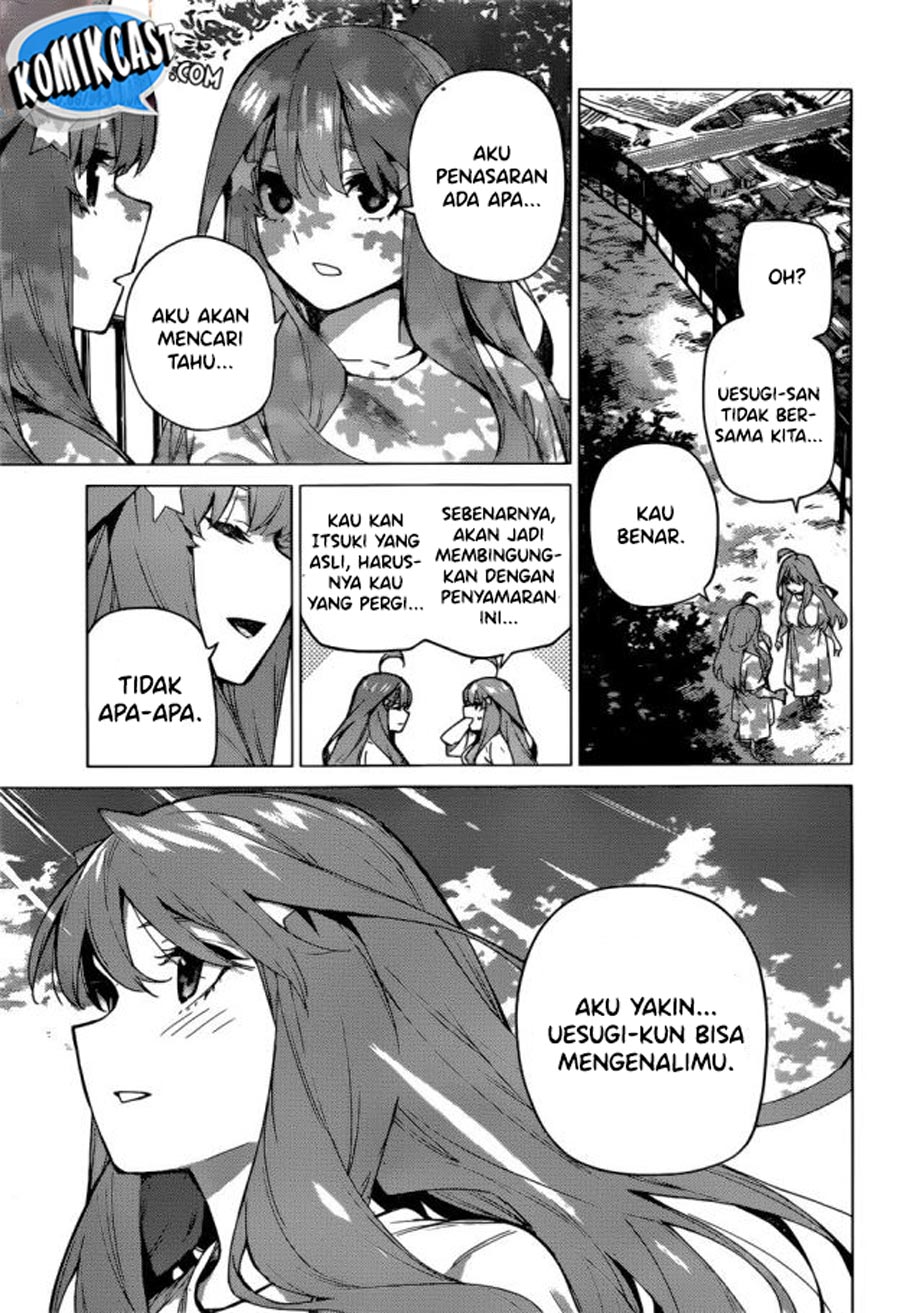 KOMIKCAST
.COM
OH?
UESUGI-SAN
TIDAK BER-
SAMA KITA...
KAU
BENAR.
AKU
PENASARAN
ADA APA...
AKU AKAN
MENCARI
TAHU...
SEBENARNYA,
AKAN JADI
MEMBINGUNG-
KAN DENGAN
PENYAMARAN
INI...
KAU KAN
ITSUKI YANG
ASLI, HARUS-
NYA KAU
YANG PERGI...
TIDAK
APA-APA.
AKU YAKIN...
UESUGI-KUN BISA
MENGENALIMU.